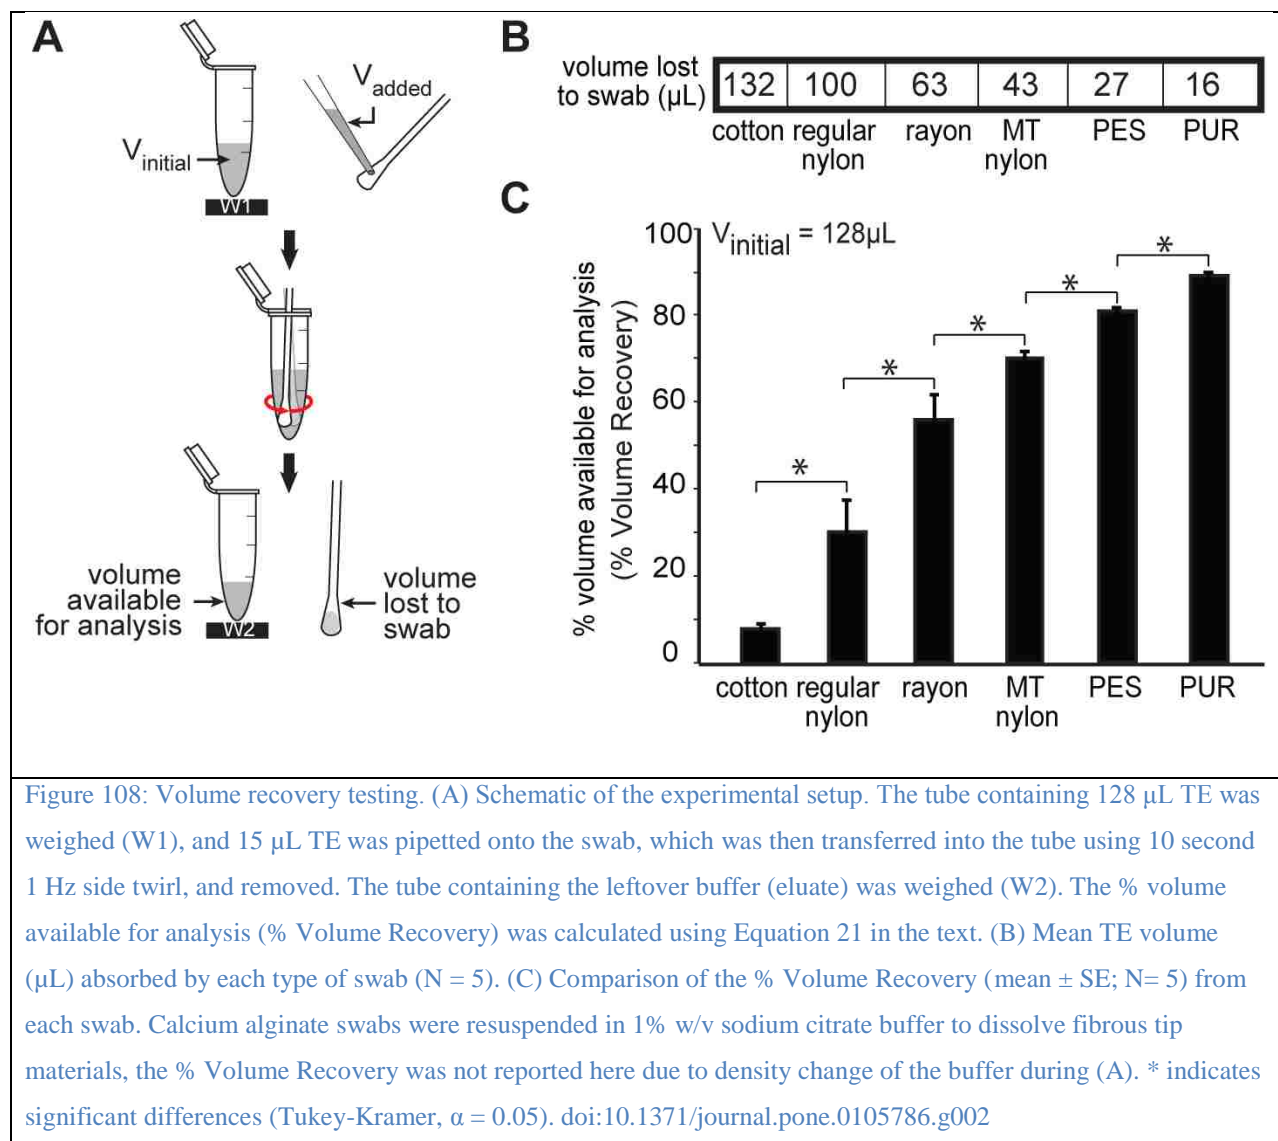 A
V initial
W1
V added
volume available for analysis
W2
volume lost to swab
B
volume lost to swab (µL)
132 100 63 43 27 16
cotton regular nylon rayon MT nylon PES PUR
C
V initial = 128µL
% volume available for analysis
(% Volume Recovery)
100
80
60
40
20
0
*
*
*
*
*
cotton regular nylon rayon MT nylon PES PUR
Figure 108: Volume recovery testing. (A) Schematic of the experimental setup. The tube containing 128 µL TE was
weighed (W1), and 15 µL TE was pipetted onto the swab, which was then transferred into the tube using 10 second
1 Hz side twirl, and removed. The tube containing the leftover buffer (eluate) was weighed (W2). The % volume
available for analysis (% Volume Recovery) was calculated using Equation 21 in the text. (B) Mean TE volume
(µL) absorbed by each type of swab (N = 5). (C) Comparison of the % Volume Recovery (mean ± SE; N= 5) from
each swab. Calcium alginate swabs were resuspended in 1% w/v sodium citrate buffer to dissolve fibrous tip
materials, the % Volume Recovery was not reported here due to density change of the buffer during (A). * indicates
significant differences (Tukey-Kramer, α = 0.05). doi:10.1371/journal.pone.0105786.g002